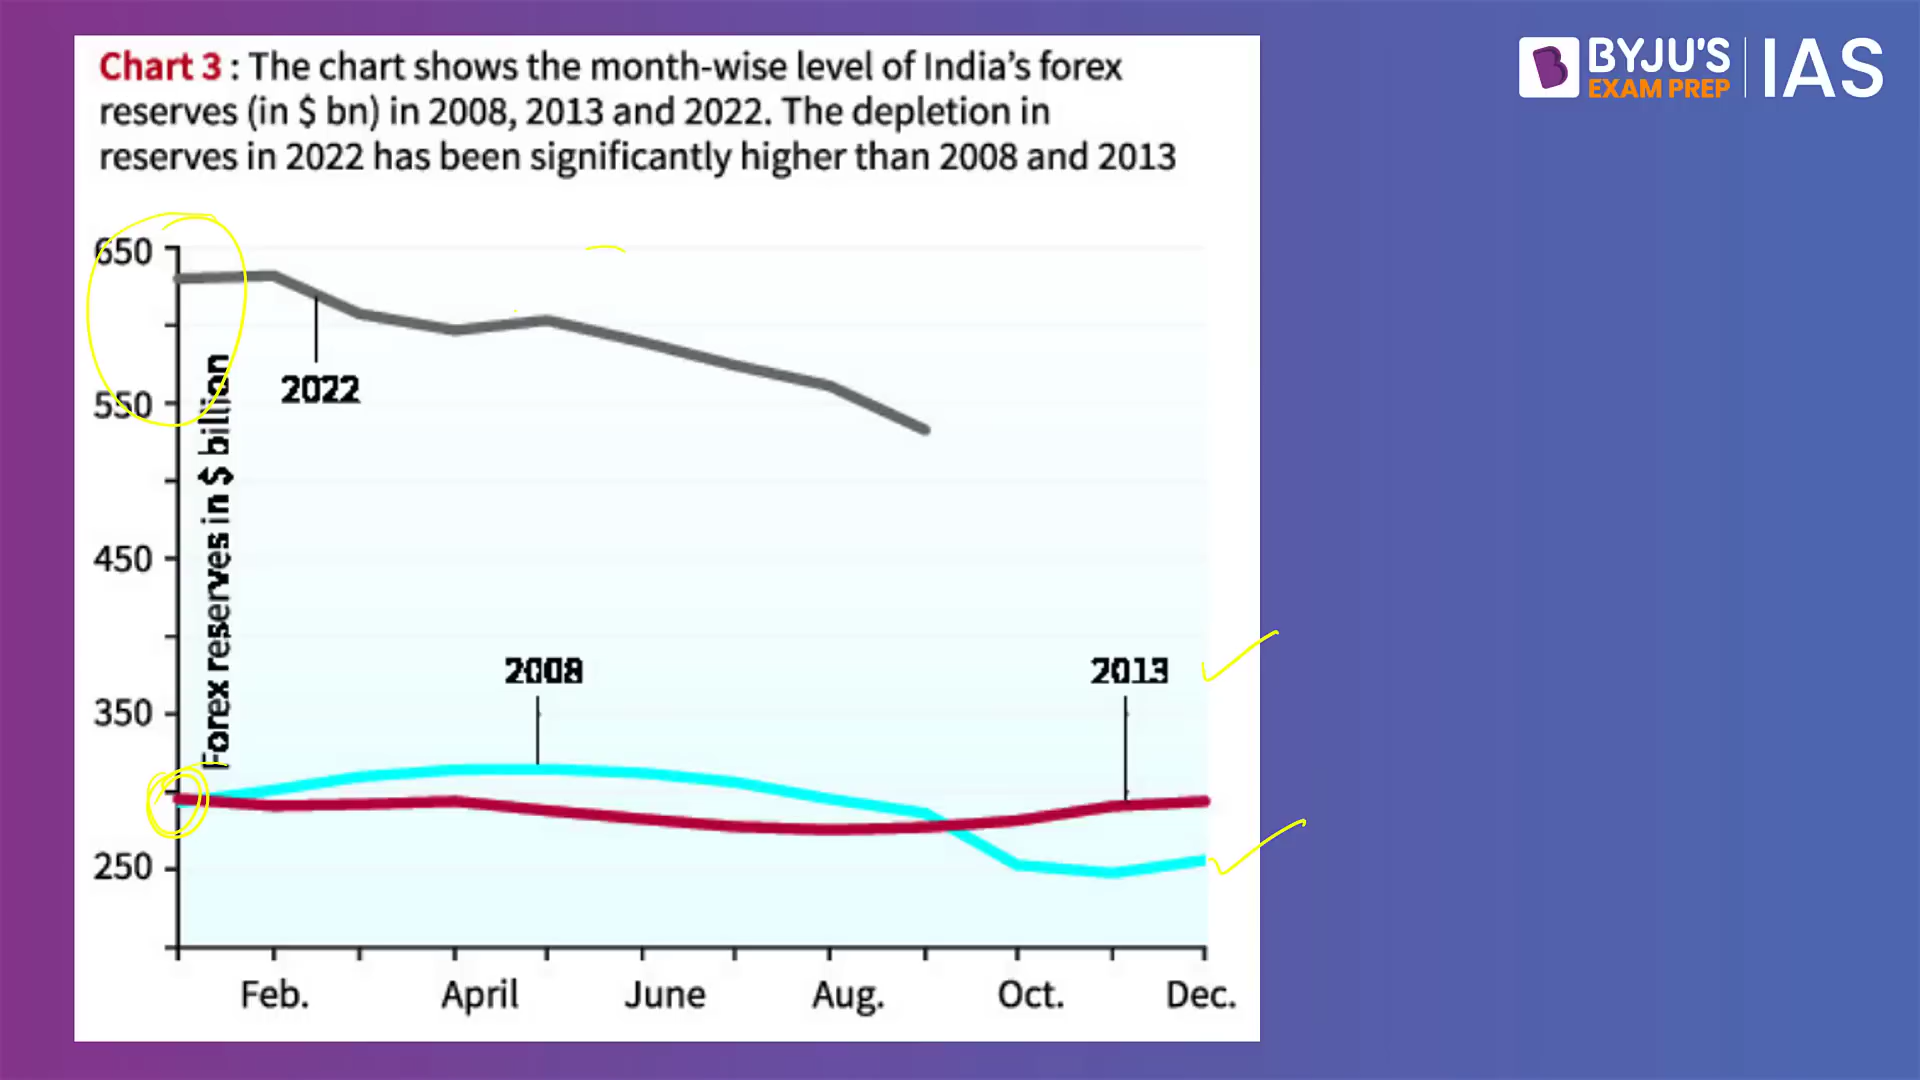 Chart 3 : The chart shows the month-wise level of India's forex
reserves (in $ bn) in 2008, 2013 and 2022. The depletion in
reserves in 2022 has been significantly higher than 2008 and 2013
BYJU'S
EXAM PREP
IAS
650
550
450
350
250
Forex reserves in $ billion
2022
2008
2013
Feb.
April
June
Aug.
Oct.
Dec.